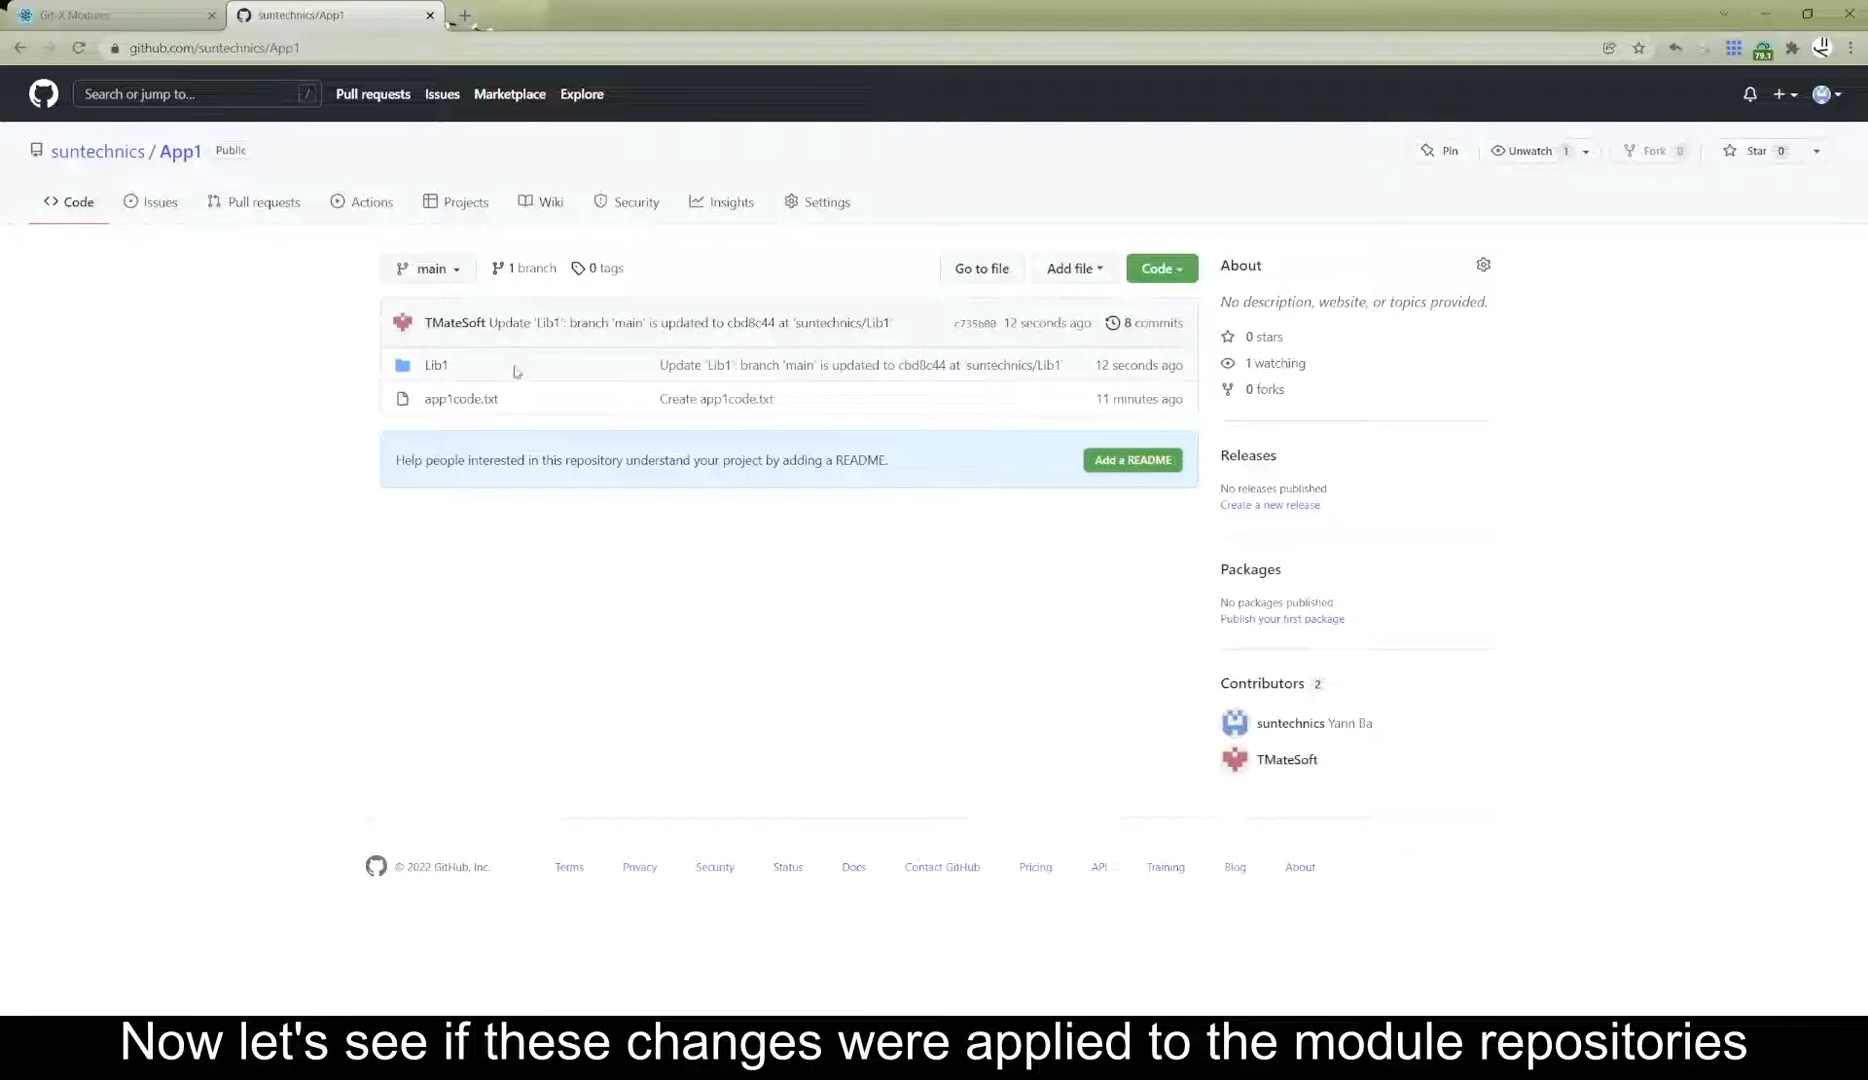 Git-X Modules
suntechnics/App1
github.com/suntechnics/App1
79.1
Search or jump to... /
Pull requests Issues Marketplace Explore
suntechnics / App1 Public
Pin Unwatch 1 Fork 0 Star 0
Code Issues Pull requests Actions Projects Wiki Security Insights Settings
main 1 branch 0 tags Go to file Add file Code
TMateSoft Update 'Lib1': branch 'main' is updated to cbd8c44 at 'suntechnics/Lib1' c735b00 12 seconds ago 8 commits
Lib1 Update 'Lib1': branch 'main' is updated to cbd8c44 at 'suntechnics/Lib1' 12 seconds ago
app1code.txt Create app1code.txt 11 minutes ago
Help people interested in this repository understand your project by adding a README. Add a README
About
No description, website, or topics provided.
0 stars
1 watching
0 forks
Releases
No releases published
Create a new release
Packages
No packages published
Publish your first package
Contributors 2
suntechnics Yann Ba
TMateSoft
© 2022 GitHub, Inc. Terms Privacy Security Status Docs Contact GitHub Pricing API Training Blog About
Now let's see if these changes were applied to the module repositories